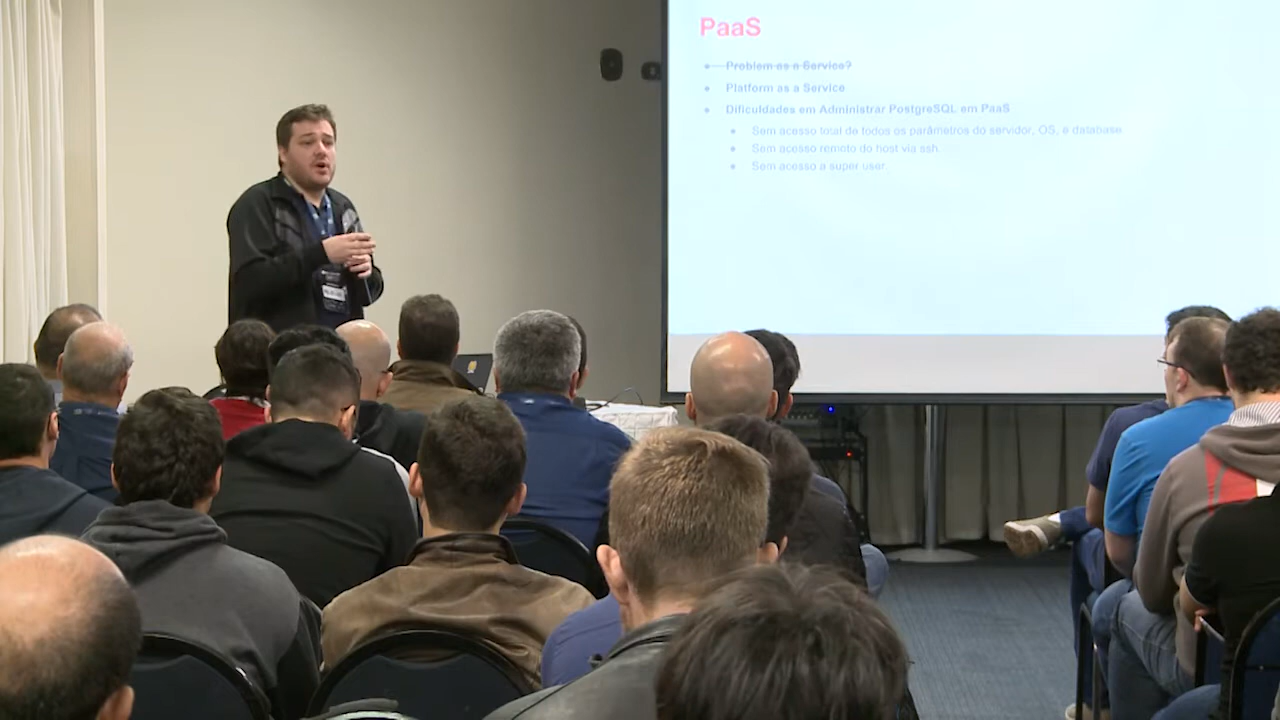 PaaS
Problem as a Service?
Platform as a Service
Dificuldades em Administrar PostgreSQL em PaaS
Sem acesso total de todos os parâmetros do servidor, OS, e database.
Sem acesso remoto do host via ssh.
Sem acesso a super user.